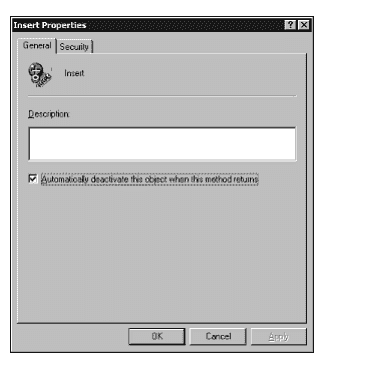 Insert Properties
General Security
Insert
Description:
Automatically deactivate this object when this method returns
OK Cancel Apply